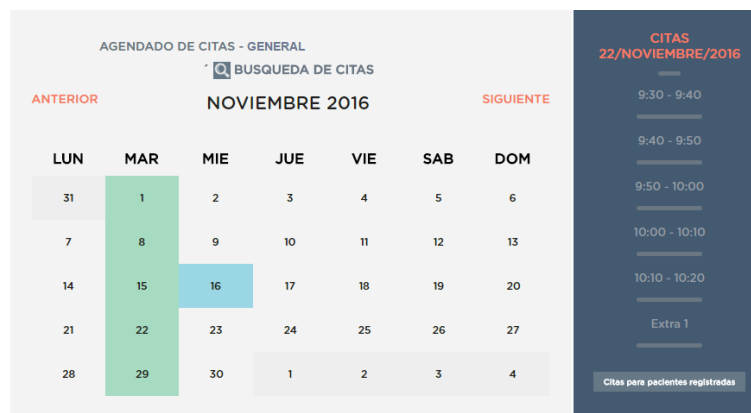 AGENDADO DE CITAS - GENERAL
BUSQUEDA DE CITAS
ANTERIOR NOVIEMBRE 2016 SIGUIENTE
LUN MAR MIE JUE VIE SAB DOM
31 1 2 3 4 5 6
7 8 9 10 11 12 13
14 15 16 17 18 19 20
21 22 23 24 25 26 27
28 29 30 1 2 3 4
CITAS
22/NOVIEMBRE/2016
9:30 - 9:40
9:40 - 9:50
9:50 - 10:00
10:00 - 10:10
10:10 - 10:20
Extra 1
Citas para pacientes registradas